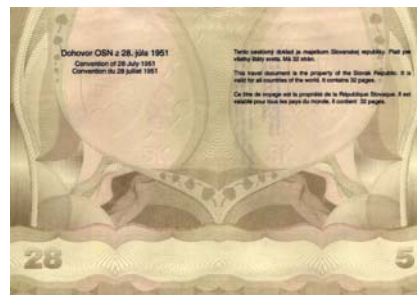 Dohovor OSN z 28. júla 1951
Convention of 28 July 1951
Convention du 28 juillet 1951
Tento cestovný doklad je majetkom Slovenskej republiky. Platí pre
všetky štáty sveta. Má 32 strán.
This travel document is the property of the Slovak Republic. It is
valid for all countries of the world. It contains 32 pages.
Ce titre de voyage est la propriété de la République Slovaque. Il est
valable pour tous les pays du monde. Il contient 32 pages.
28
5